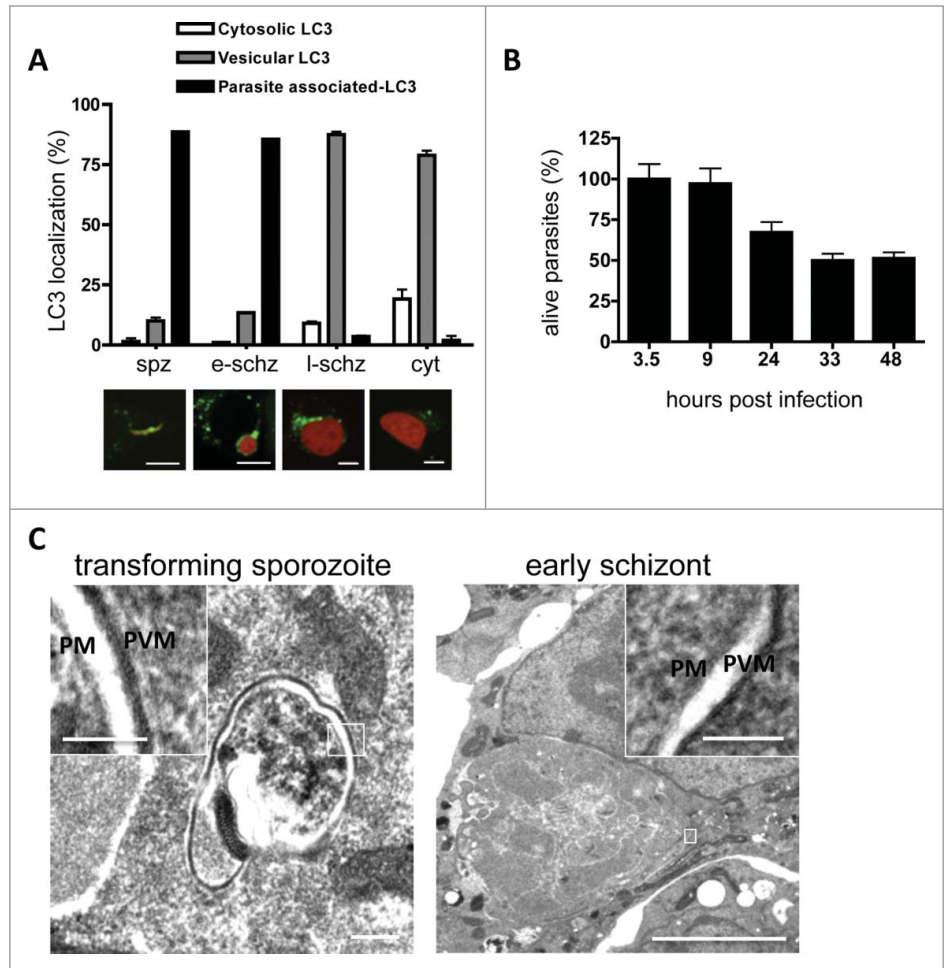 A
Cytosolic LC3
Vesicular LC3
Parasite associated-LC3
LC3 localization (%)
100
75
50
25
0
spz e-schz l-schz cyt
B
alive parasites (%)
125
100
75
50
25
0
3.5 9 24 33 48
hours post infection
C
transforming sporozoite
PM PVM
early schizont
PM PVM